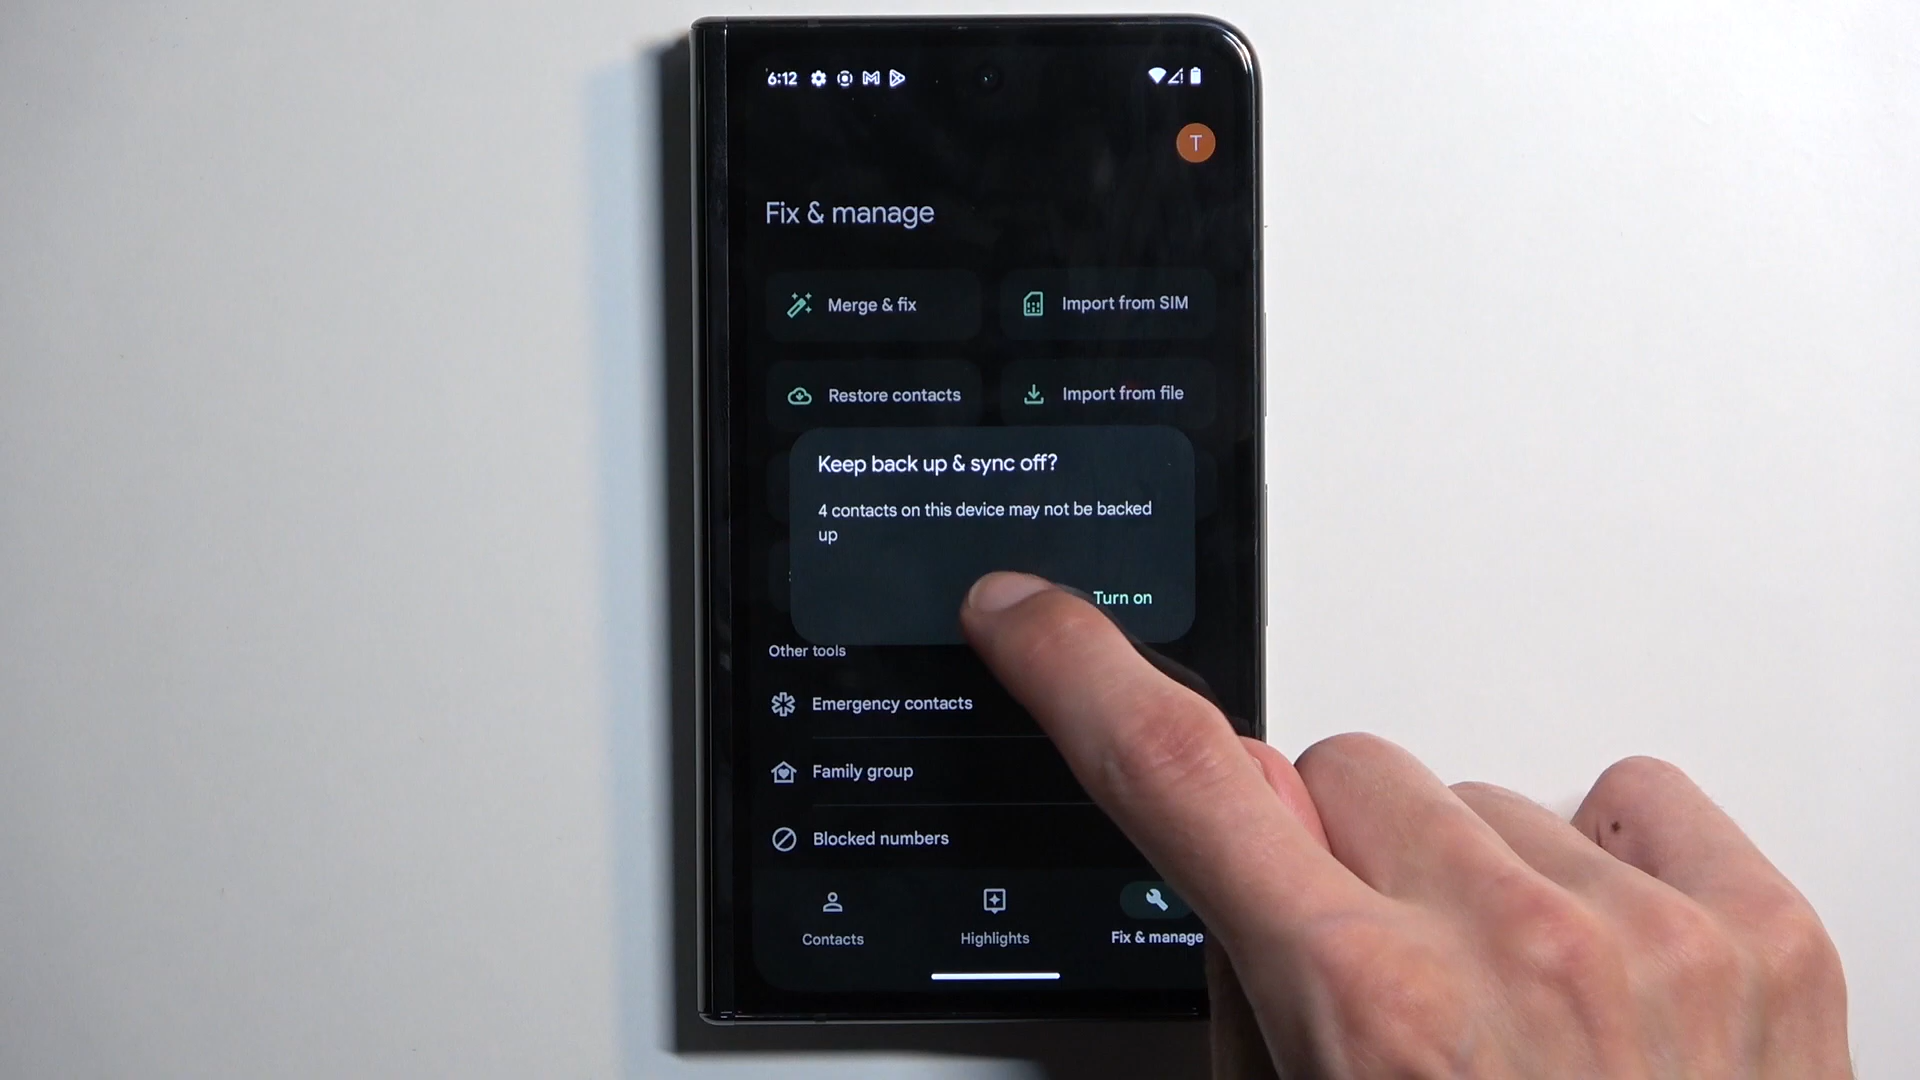 6:12
T
Fix & manage
Merge & fix
Import from SIM
Restore contacts
Import from file
Keep back up & sync off?
4 contacts on this device may not be backed
up
Turn on
Other tools
Emergency contacts
Family group
Blocked numbers
Contacts
Highlights
Fix & manage